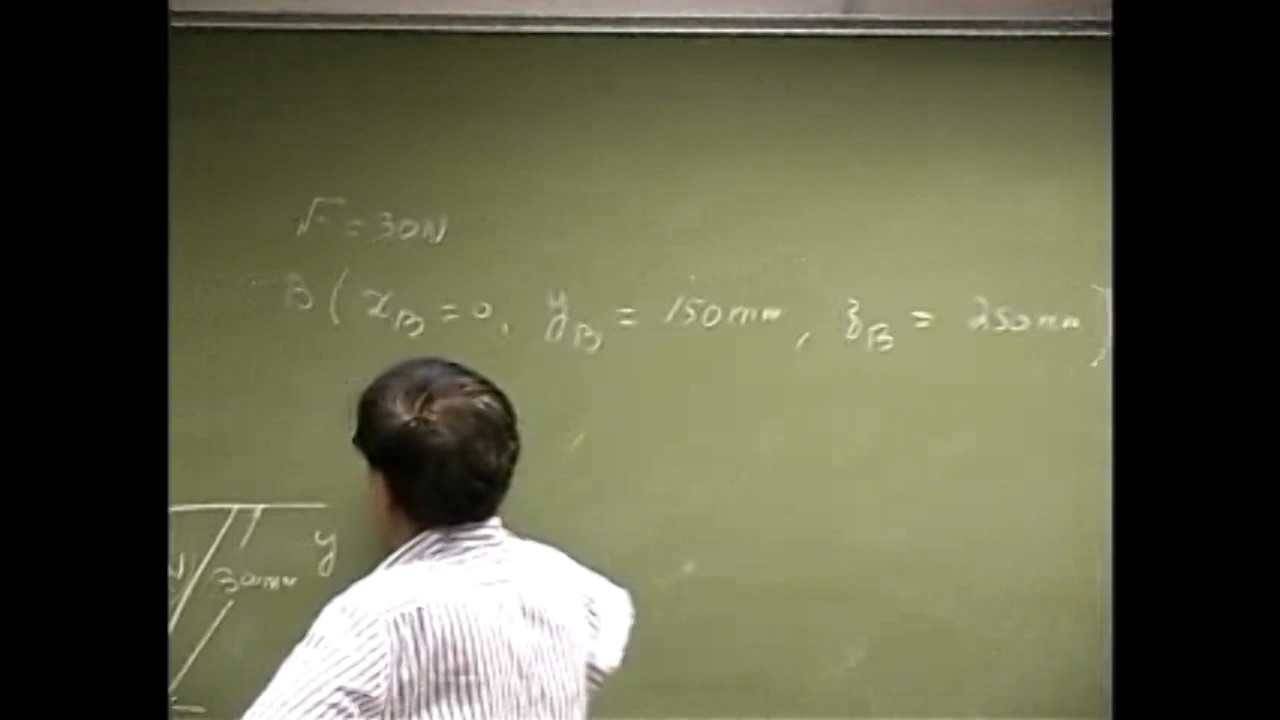 F = 30N
B ( x_B = 0, y_B = 150mm, z_B = 250mm )
y
30mm